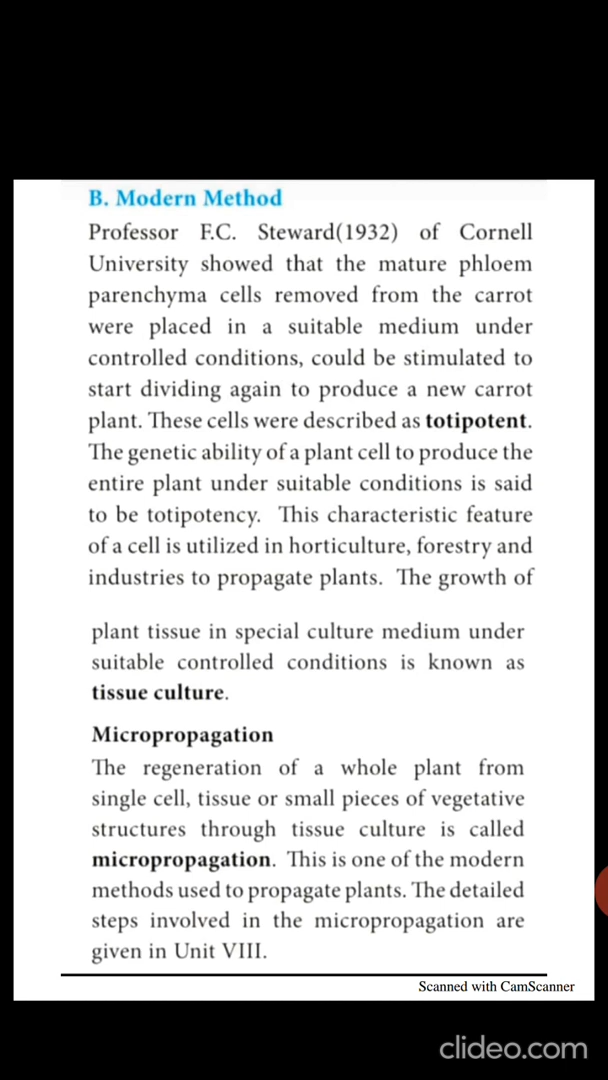 B. Modern Method
Professor F.C. Steward(1932) of Cornell
University showed that the mature phloem
parenchyma cells removed from the carrot
were placed in a suitable medium under
controlled conditions, could be stimulated to
start dividing again to produce a new carrot
plant. These cells were described as totipotent.
The genetic ability of a plant cell to produce the
entire plant under suitable conditions is said
to be totipotency. This characteristic feature
of a cell is utilized in horticulture, forestry and
industries to propagate plants. The growth of
plant tissue in special culture medium under
suitable controlled conditions is known as
tissue culture.
Micropropagation
The regeneration of a whole plant from
single cell, tissue or small pieces of vegetative
structures through tissue culture is called
micropropagation. This is one of the modern
methods used to propagate plants. The detailed
steps involved in the micropropagation are
given in Unit VIII.
Scanned with CamScanner
clideo.com